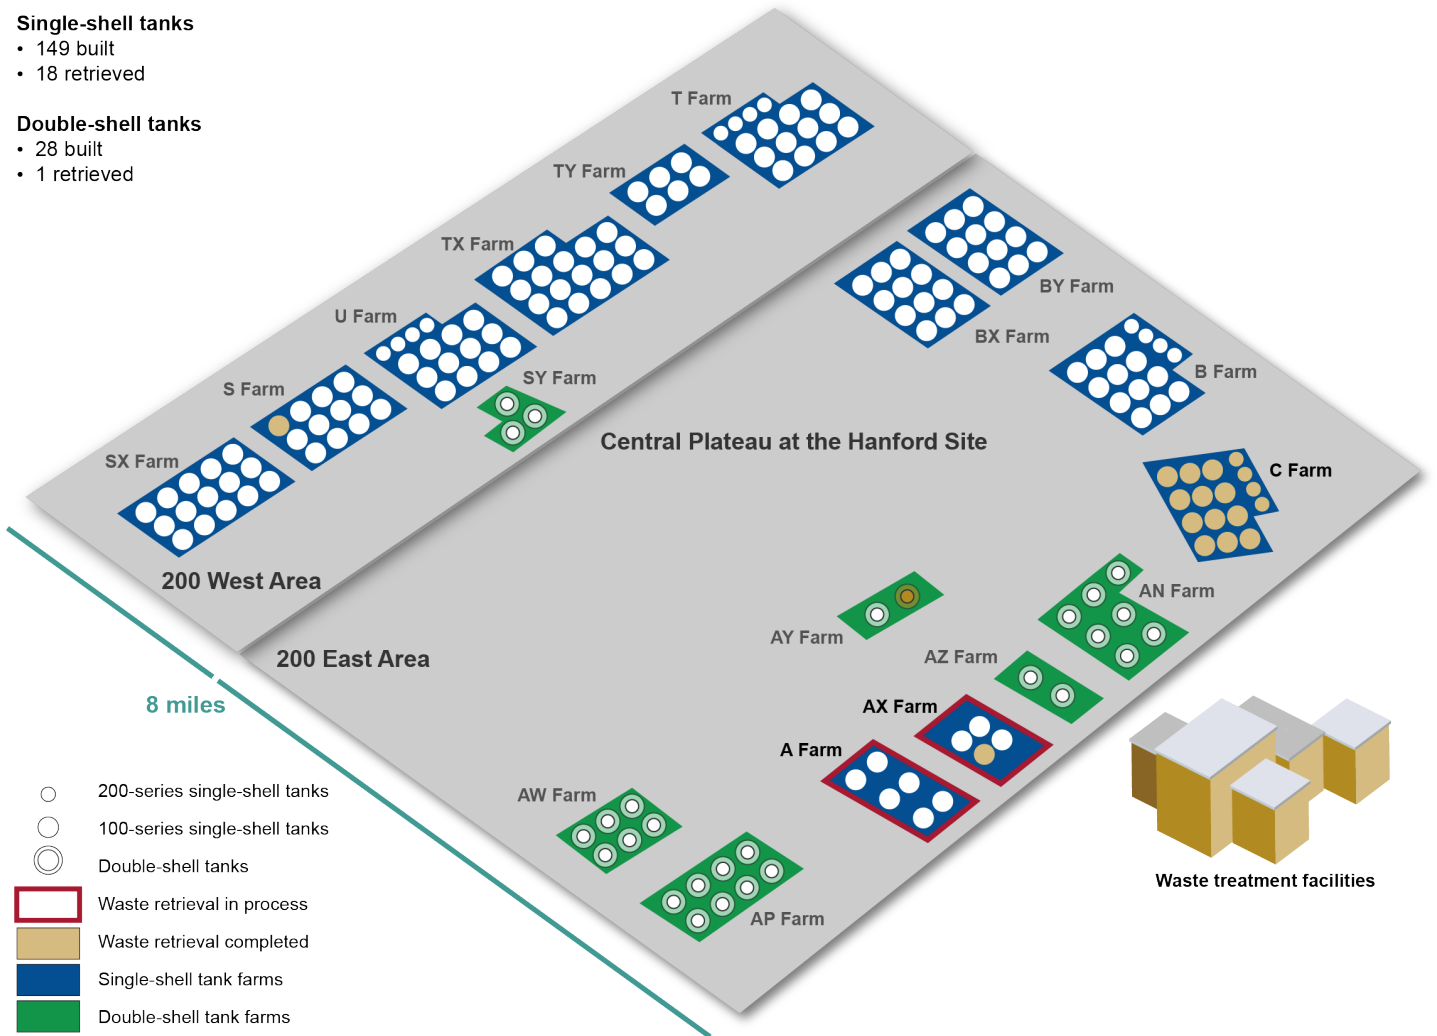 Single-shell tanks
• 149 built
• 18 retrieved
Double-shell tanks
• 28 built
• 1 retrieved
T Farm
TY Farm
TX Farm
U Farm
S Farm
SX Farm
SY Farm
BY Farm
BX Farm
B Farm
Central Plateau at the Hanford Site
C Farm
200 West Area
AN Farm
AY Farm
AZ Farm
200 East Area
8 miles
AX Farm
A Farm
AW Farm
AP Farm
Waste treatment facilities
200-series single-shell tanks
100-series single-shell tanks
Double-shell tanks
Waste retrieval in process
Waste retrieval completed
Single-shell tank farms
Double-shell tank farms